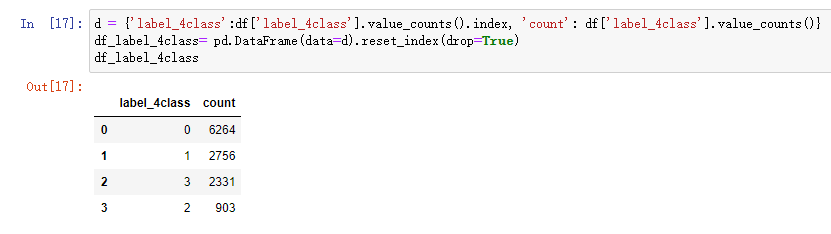 In [17]: d = {'label_4class':df['label_4class'].value_counts().index, 'count': df['label_4class'].value_counts()}
df_label_4class= pd.DataFrame(data=d).reset_index(drop=True)
df_label_4class
Out[17]:
label_4class count
0 0 6264
1 1 2756
2 3 2331
3 2 903